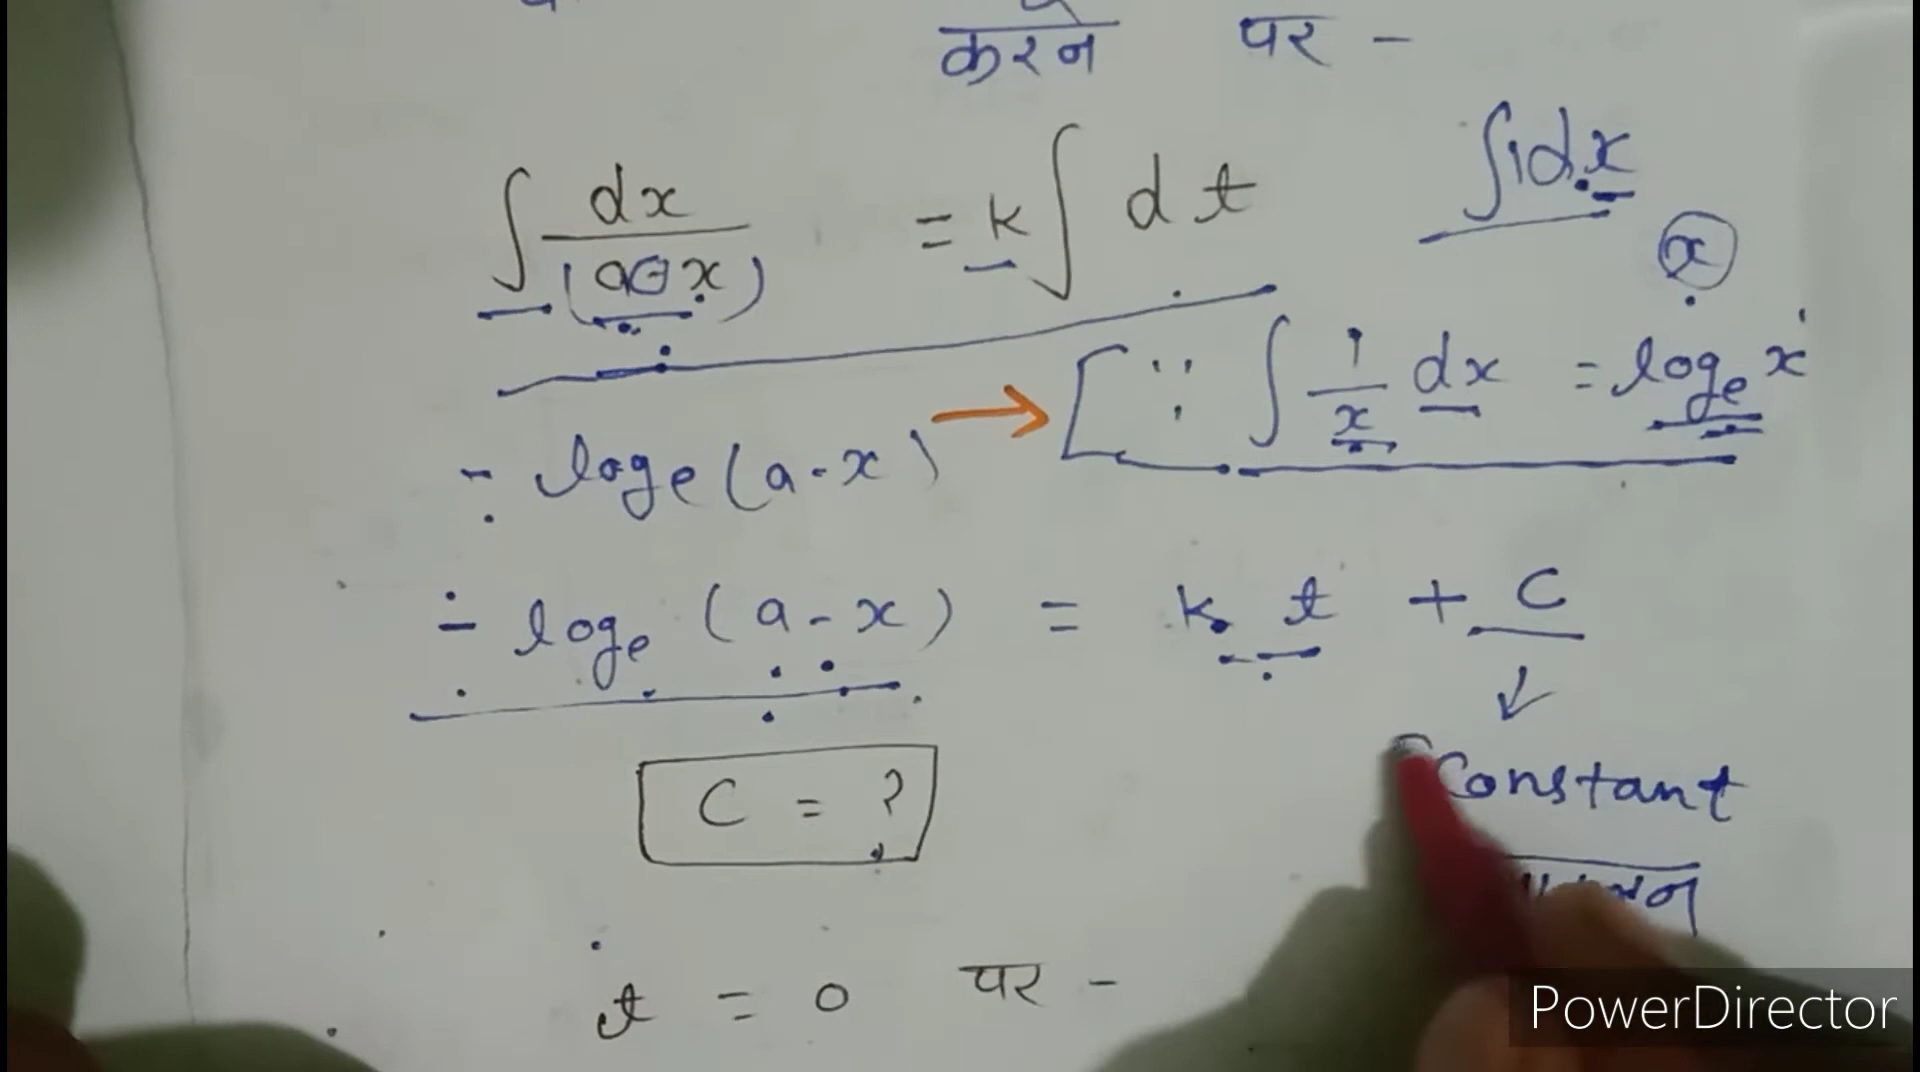 करने पर -
∫ dx/(a-x) = k ∫ dt
∫1dx
x
- loge(a-x) → [∵ ∫ 1/x dx = loge x
- loge (a-x) = k. t + C
↓
Constant
C = ?
t = 0 पर -
PowerDirector